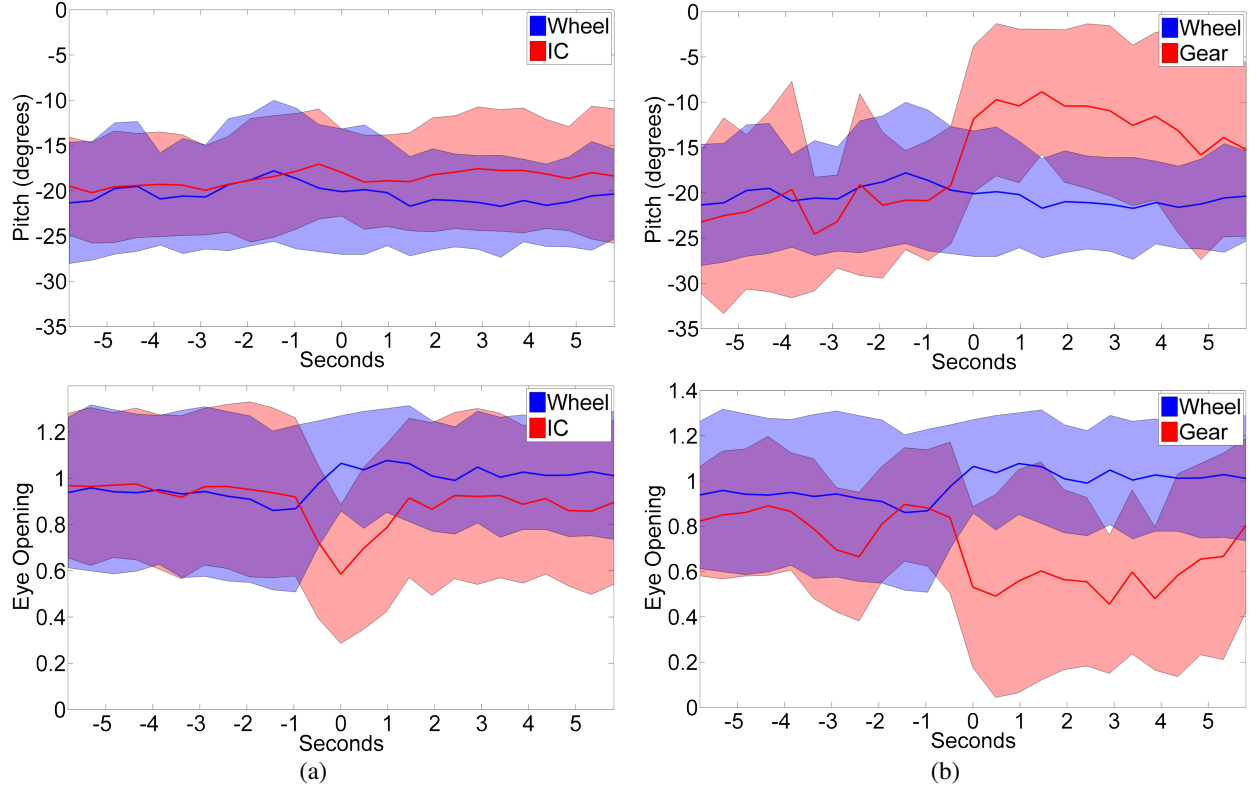 0
-5
-10
-15
-20
-25
-30
-35
Pitch (degrees)
-5 -4 -3 -2 -1 0 1 2 3 4 5
Seconds
Wheel
IC
0
-5
-10
-15
-20
-25
-30
-35
Pitch (degrees)
-5 -4 -3 -2 -1 0 1 2 3 4 5
Seconds
Wheel
Gear
1.2
1
0.8
0.6
0.4
0.2
0
Eye Opening
-5 -4 -3 -2 -1 0 1 2 3 4 5
Seconds
Wheel
IC
(a)
1.4
1.2
1
0.8
0.6
0.4
0.2
0
Eye Opening
-5 -4 -3 -2 -1 0 1 2 3 4 5
Seconds
Wheel
Gear
(b)